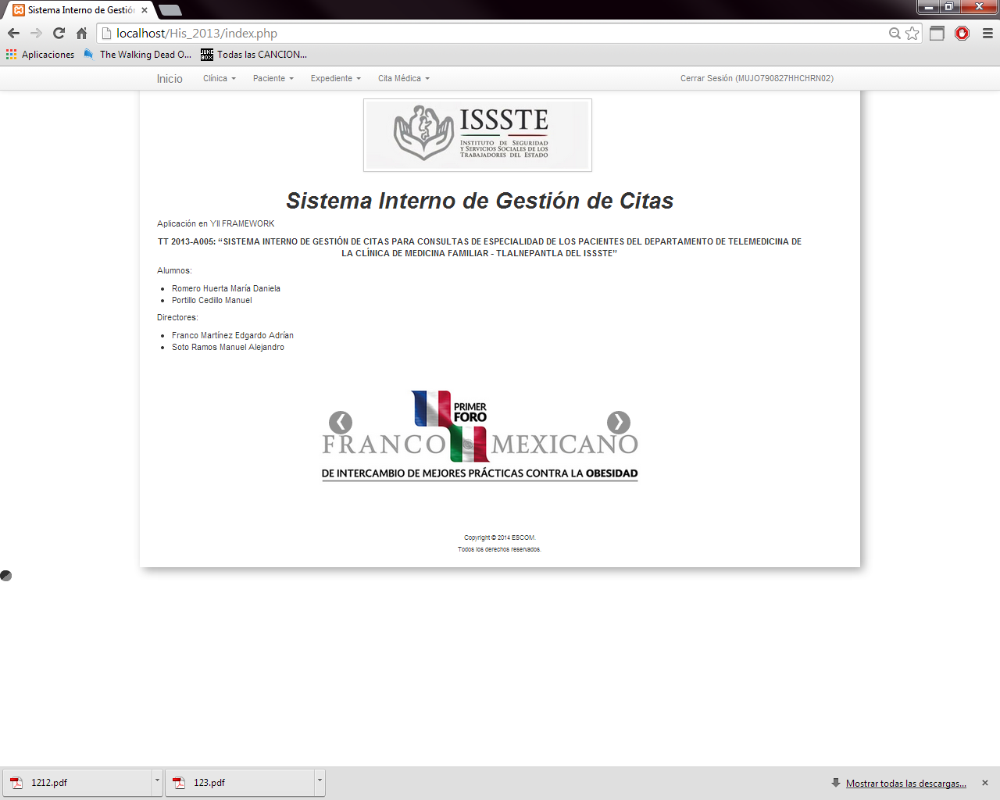 Sistema Interno de Gestió
localhost/His_2013/index.php
Aplicaciones The Walking Dead O... JUKE BOX Todas las CANCION...
Inicio Clínica Paciente Expediente Cita Médica Cerrar Sesión (MUJO790827HHCHRN02)
ISSSTE
INSTITUTO DE SEGURIDAD
Y SERVICIOS SOCIALES DE LOS
TRABAJADORES DEL ESTADO
Sistema Interno de Gestión de Citas
Aplicación en YII FRAMEWORK
TT 2013-A005: “SISTEMA INTERNO DE GESTIÓN DE CITAS PARA CONSULTAS DE ESPECIALIDAD DE LOS PACIENTES DEL DEPARTAMENTO DE TELEMEDICINA DE
LA CLÍNICA DE MEDICINA FAMILIAR - TLALNEPANTLA DEL ISSSTE”
Alumnos:
Romero Huerta María Daniela
Portillo Cedillo Manuel
Directores:
Franco Martínez Edgardo Adrían
Soto Ramos Manuel Alejandro
PRIMER
FORO
FRANCO MEXICANO
DE INTERCAMBIO DE MEJORES PRÁCTICAS CONTRA LA OBESIDAD
Copyright © 2014 ESCOM.
Todos los derechos reservados.
1212.pdf 123.pdf Mostrar todas las descargas...